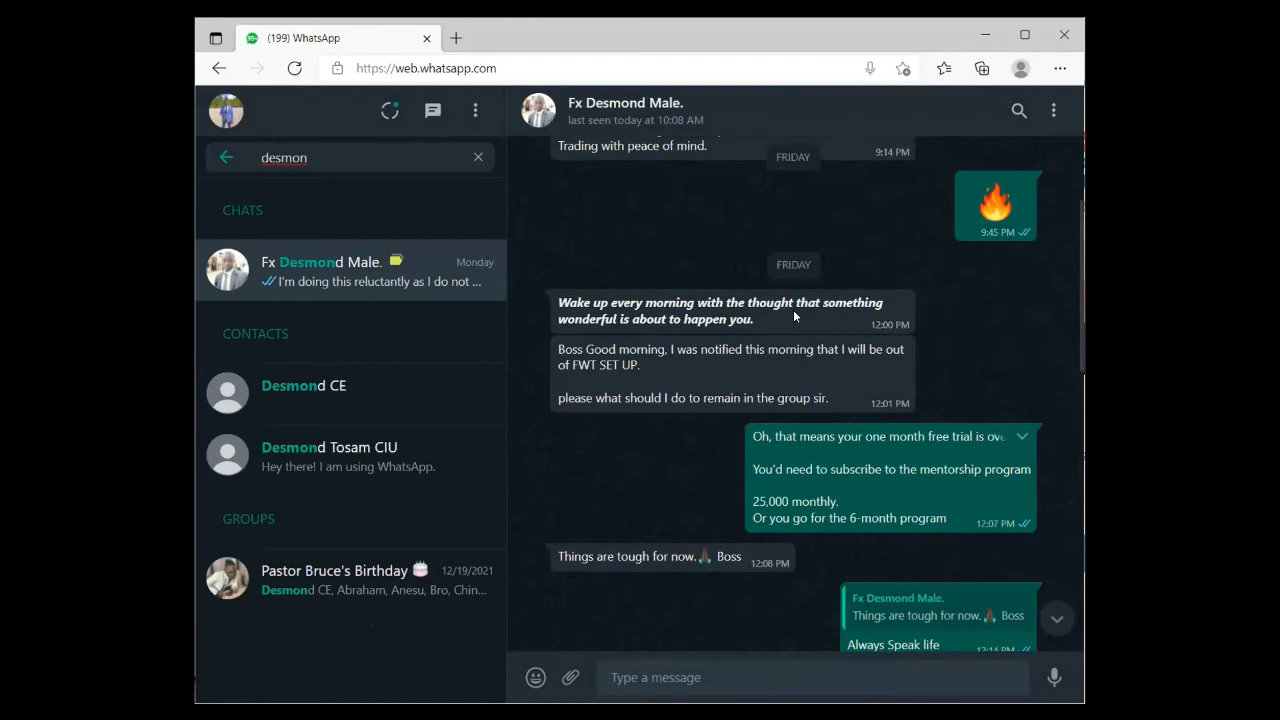 (199) WhatsApp
https://web.whatsapp.com
desmon
CHATS
Fx Desmond Male.
Monday
I'm doing this reluctantly as I do not ...
CONTACTS
Desmond CE
Desmond Tosam CIU
Hey there! I am using WhatsApp.
GROUPS
Pastor Bruce's Birthday
12/19/2021
Desmond CE, Abraham, Anesu, Bro, Chin...
Fx Desmond Male.
last seen today at 10:08 AM
Trading with peace of mind.
9:14 PM
FRIDAY
9:45 PM
FRIDAY
Wake up every morning with the thought that something
wonderful is about to happen you.
12:00 PM
Boss Good morning, I was notified this morning that I will be out
of FWT SET UP.
please what should I do to remain in the group sir.
12:01 PM
Oh, that means your one month free trial is ove
You'd need to subscribe to the mentorship program
25,000 monthly.
Or you go for the 6-month program
12:07 PM
Things are tough for now.🙏🏿 Boss
12:08 PM
Fx Desmond Male.
Things are tough for now.🙏🏿 Boss
Always Speak life
12:14 PM
Type a message